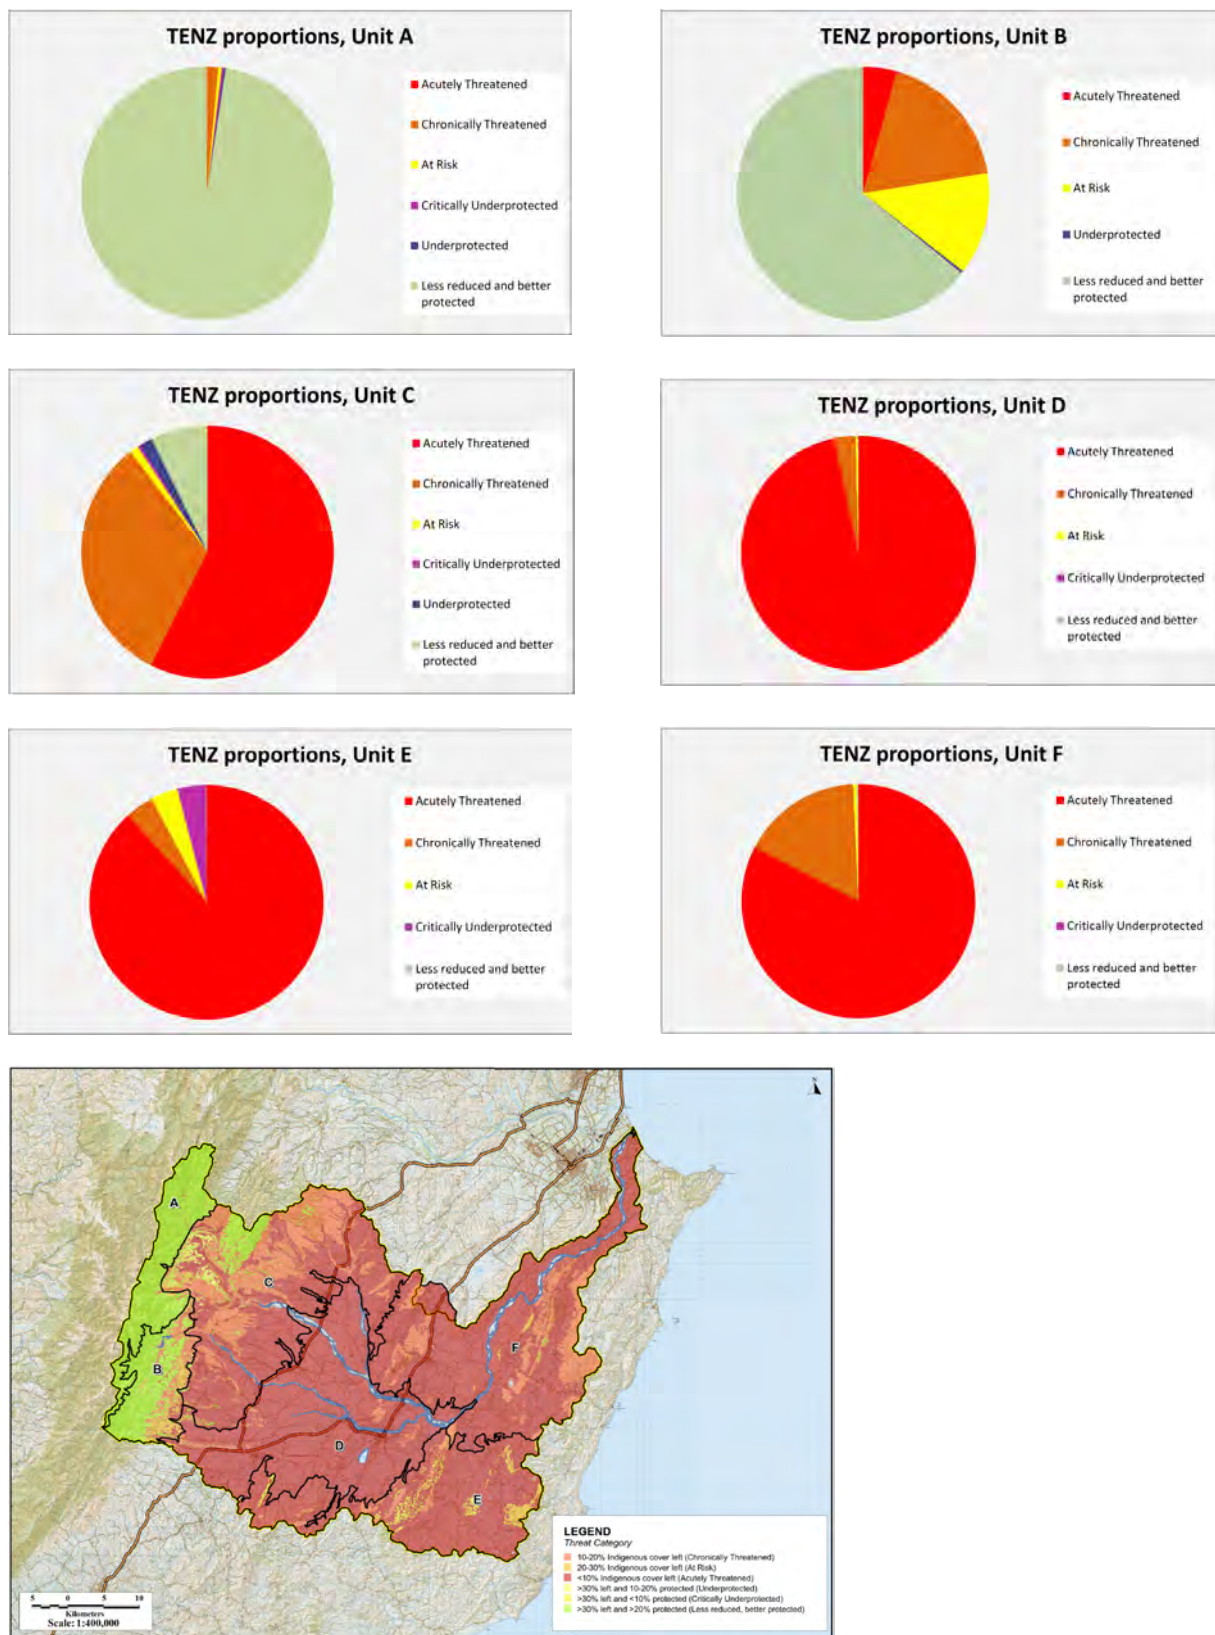 TENZ proportions, Unit A
Acutely Threatened
Chronically Threatened
At Risk
Critically Underprotected
Underprotected
Less reduced and better
protected
TENZ proportions, Unit B
Acutely Threatened
Chronically Threatened
At Risk
Underprotected
Less reduced and better
protected
TENZ proportions, Unit C
Acutely Threatened
Chronically Threatened
At Risk
Critically Underprotected
Underprotected
Less reduced and better
protected
TENZ proportions, Unit D
Acutely Threatened
Chronically Threatened
At Risk
Critically Underprotected
Less reduced and better
protected
TENZ proportions, Unit E
Acutely Threatened
Chronically Threatened
At Risk
Critically Underprotected
Less reduced and better
protected
TENZ proportions, Unit F
Acutely Threatened
Chronically Threatened
At Risk
Critically Underprotected
Less reduced and better
protected
N
A
C
B
F
D
E
LEGEND
Threat Category
10-20% Indigenous cover left (Chronically Threatened)
20-30% Indigenous cover left (At Risk)
<10% Indigenous cover left (Acutely Threatened)
>30% left and 10-20% protected (Underprotected)
>30% left and <10% protected (Critically Underprotected)
>30% left and >20% protected (Less reduced, better protected)
5 0 5 10
Kilometers
Scale: 1:400,000